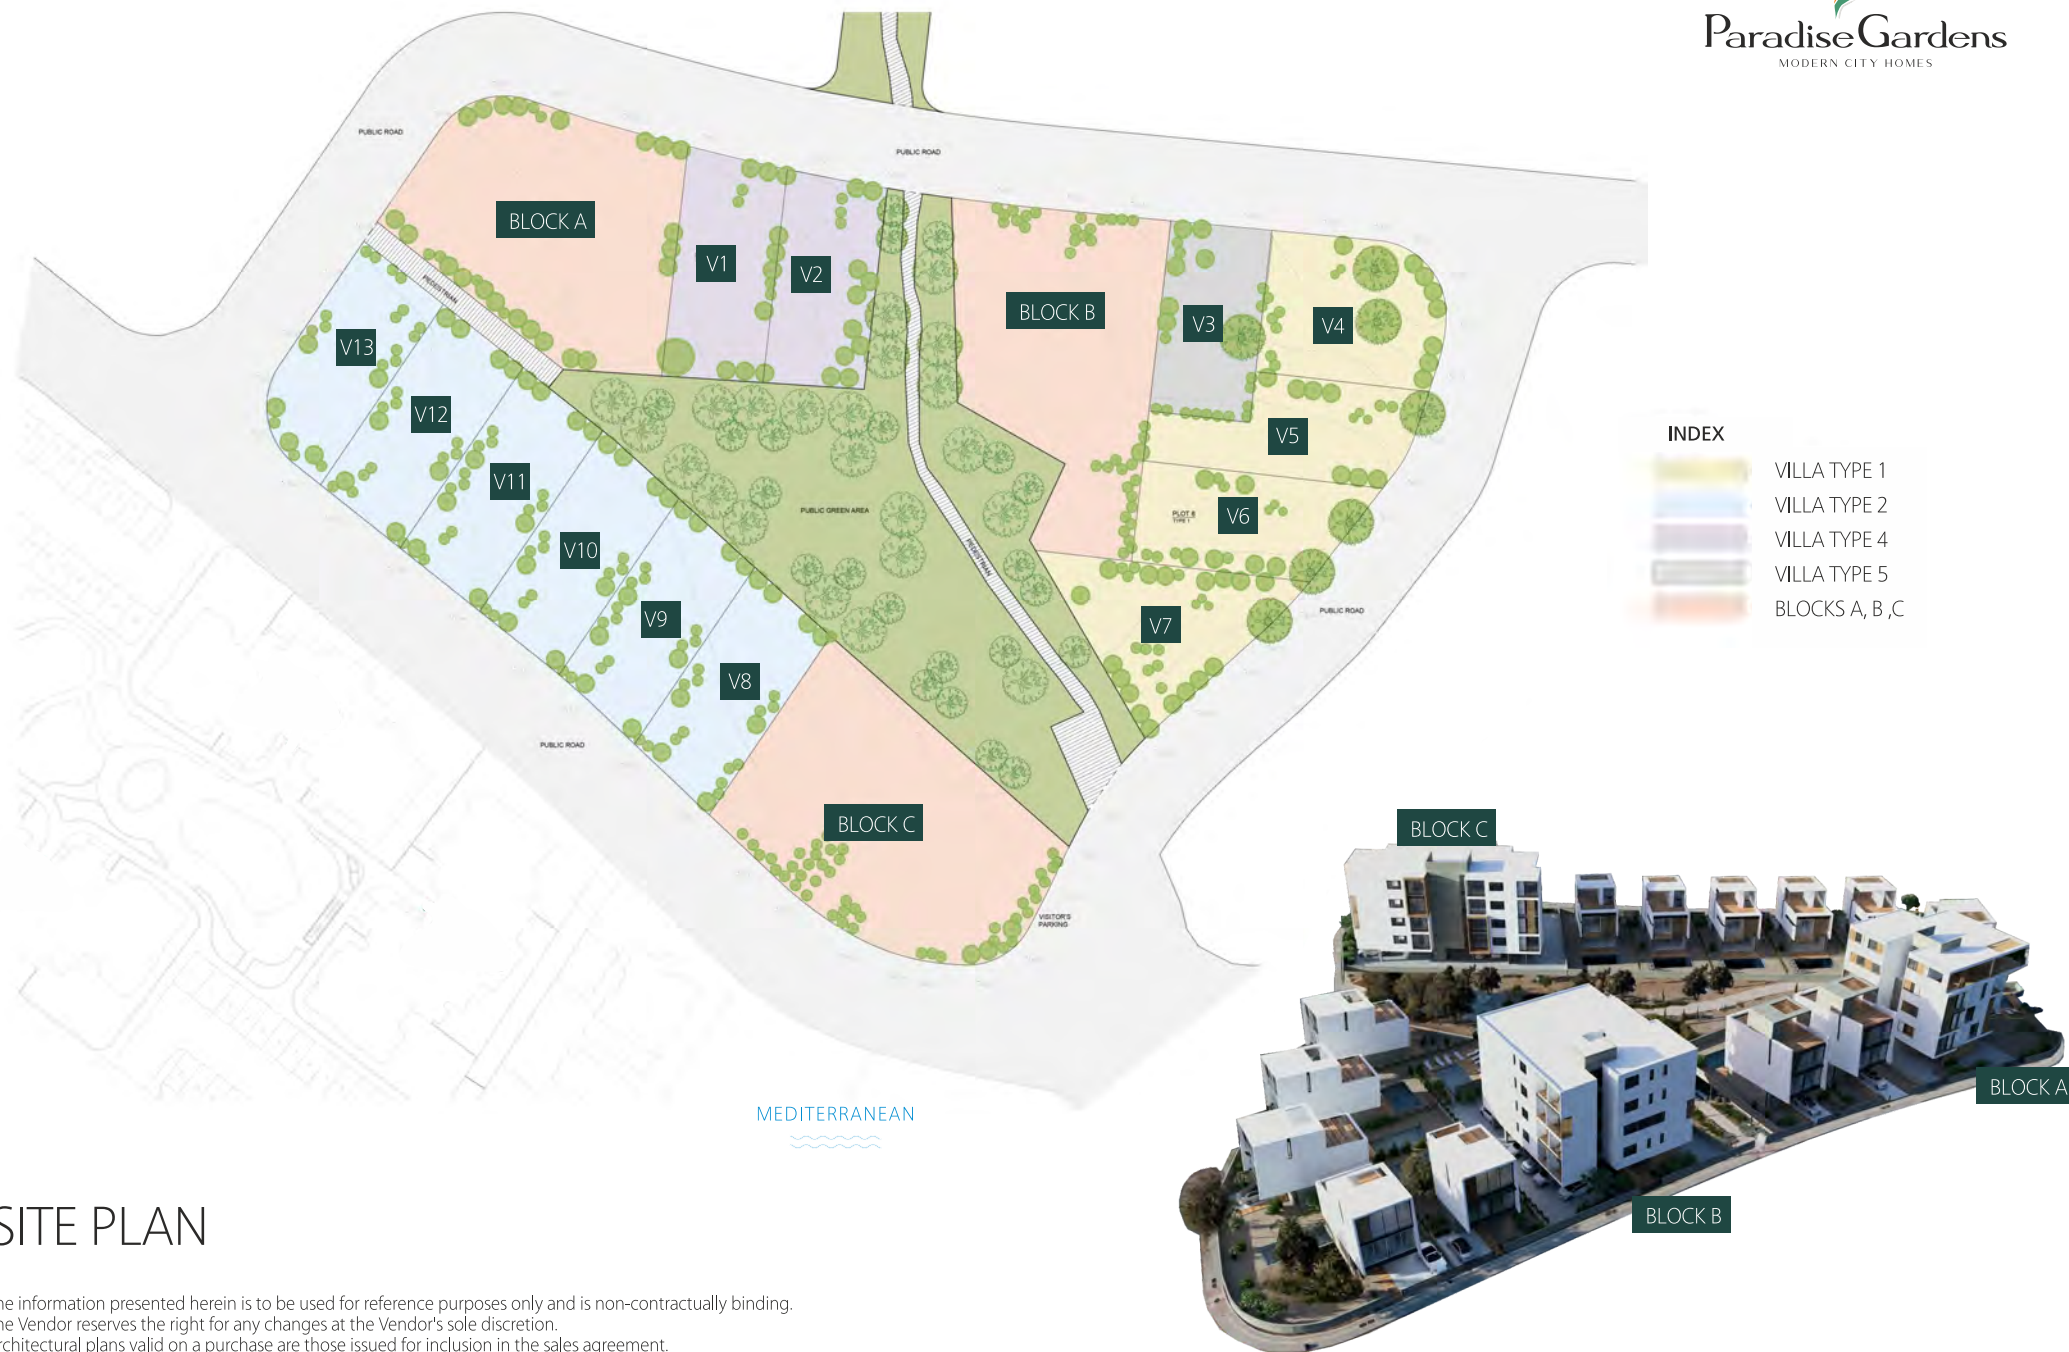 Paradise Gardens
MODERN CITY HOMES
PUBLIC ROAD
PUBLIC ROAD
BLOCK A
V1
V2
PEDESTRIAN
BLOCK B
V3
V4
V13
V12
V5
V11
V6
PLOT 8
TYPE 1
PUBLIC GREEN AREA
V10
PEDESTRIAN
V9
V7
PUBLIC ROAD
V8
PUBLIC ROAD
BLOCK C
VISITOR'S
PARKING
INDEX
VILLA TYPE 1
VILLA TYPE 2
VILLA TYPE 4
VILLA TYPE 5
BLOCKS A, B ,C
BLOCK C
BLOCK A
BLOCK B
MEDITERRANEAN
SITE PLAN
he information presented herein is to be used for reference purposes only and is non-contractually binding.
he Vendor reserves the right for any changes at the Vendor's sole discretion.
rchitectural plans valid on a purchase are those issued for inclusion in the sales agreement.